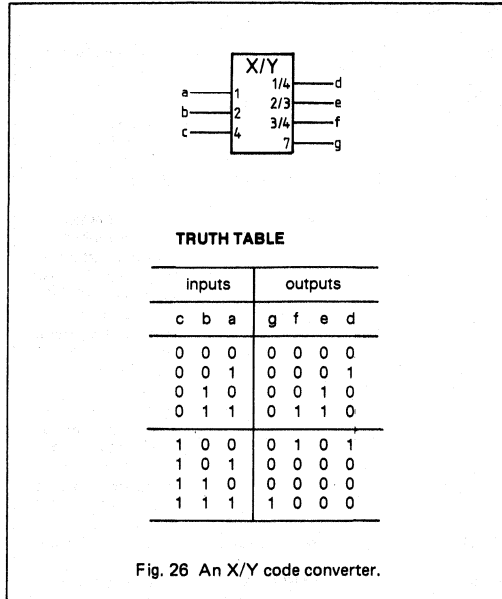 X/Y
1/4 d
a 1
2/3 e
b 2
3/4 f
c 4
7 g
TRUTH TABLE
inputs outputs
c b a g f e d
0 0 0 0 0 0 0
0 0 1 0 0 0 1
0 1 0 0 0 1 0
0 1 1 0 1 1 0
1 0 0 0 1 0 1
1 0 1 0 0 0 0
1 1 0 0 0 0 0
1 1 1 1 0 0 0
Fig. 26 An X/Y code converter.